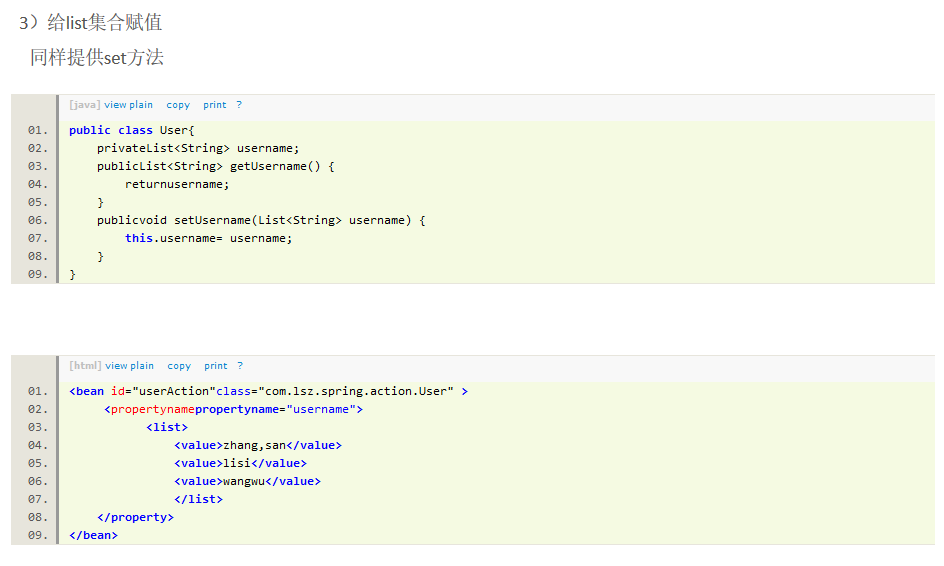 3）给list集合赋值
同样提供set方法
[java] view plain copy print ?
01. public class User{
02. privateList<String> username;
03. publicList<String> getUsername() {
04. returnusername;
05. }
06. publicvoid setUsername(List<String> username) {
07. this.username= username;
08. }
09. }
[html] view plain copy print ?
01. <bean id="userAction"class="com.lsz.spring.action.User" >
02. <propertynamepropertyname="username">
03. <list>
04. <value>zhang,san</value>
05. <value>lisi</value>
06. <value>wangwu</value>
07. </list>
08. </property>
09. </bean>